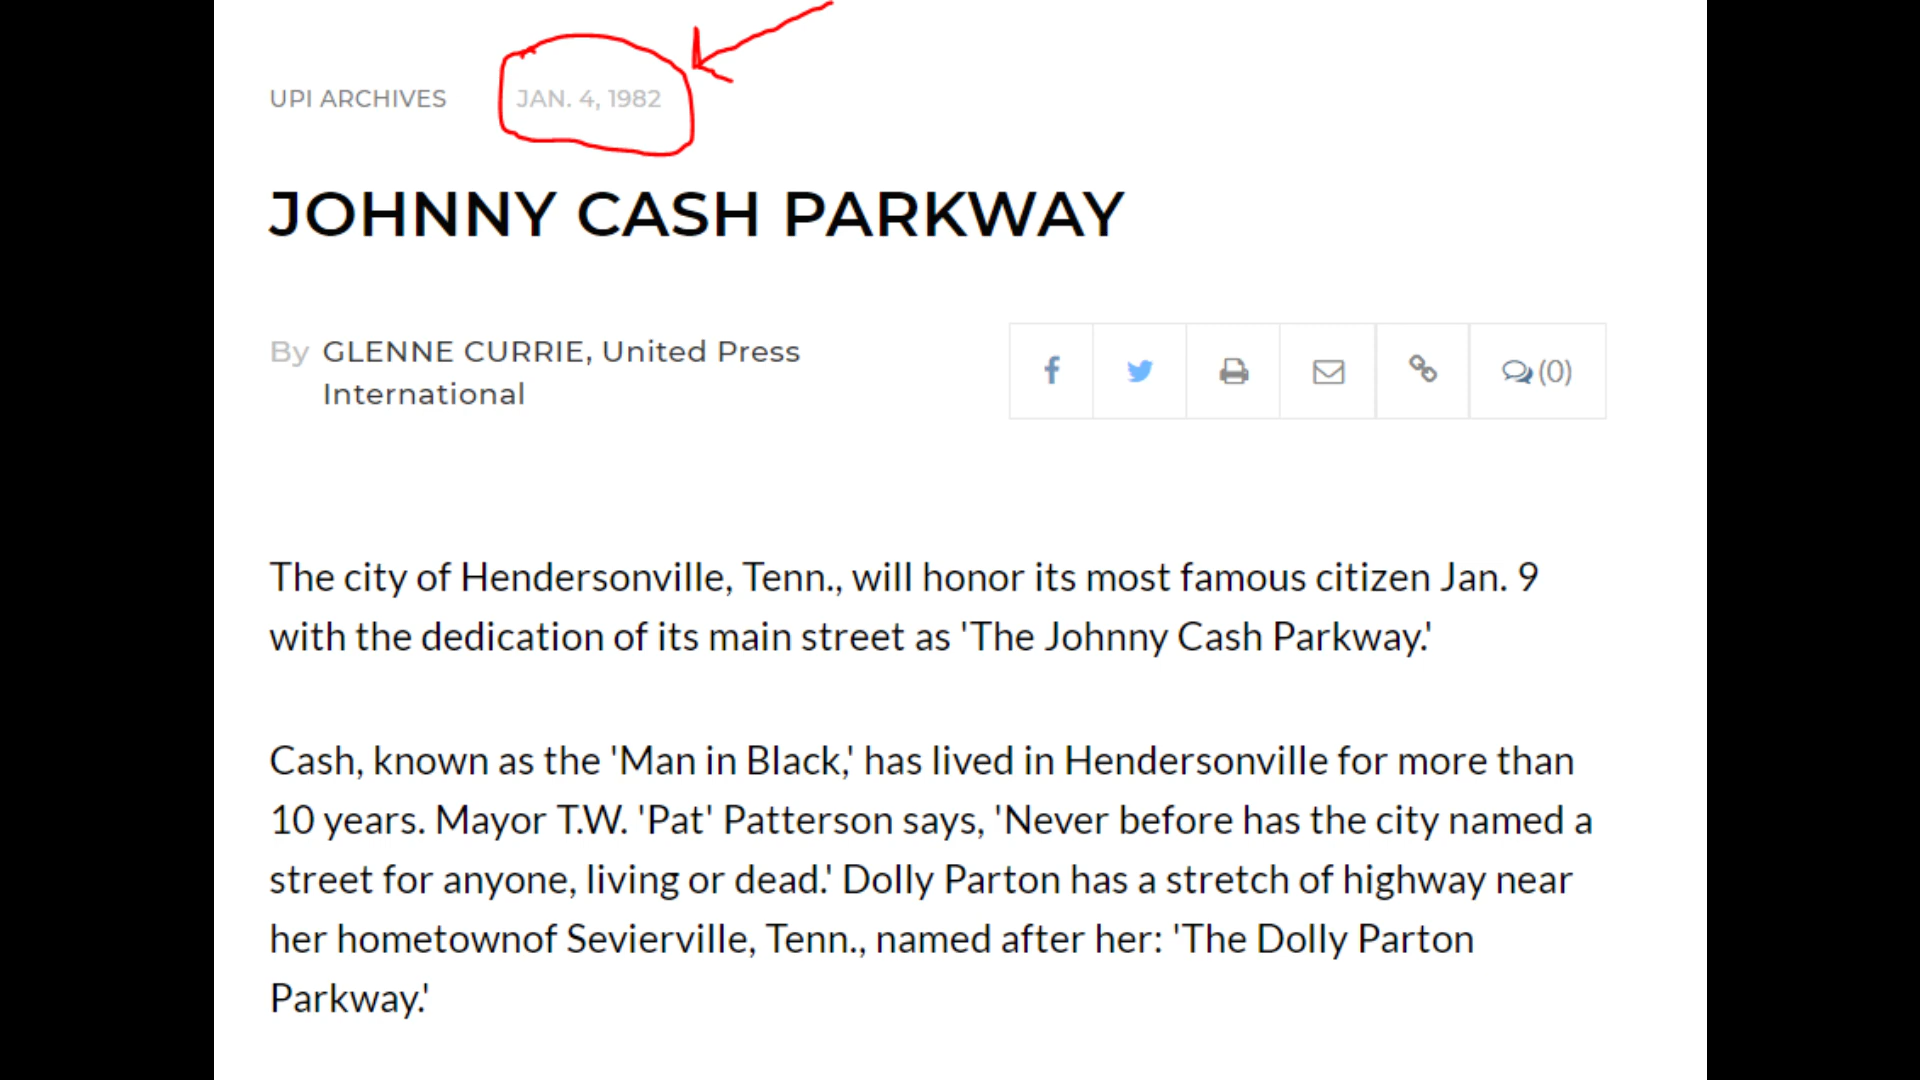 UPI ARCHIVES JAN. 4, 1982
JOHNNY CASH PARKWAY
By GLENNE CURRIE, United Press
International
(0)
The city of Hendersonville, Tenn., will honor its most famous citizen Jan. 9
with the dedication of its main street as 'The Johnny Cash Parkway.'
Cash, known as the 'Man in Black,' has lived in Hendersonville for more than
10 years. Mayor T.W. 'Pat' Patterson says, 'Never before has the city named a
street for anyone, living or dead.' Dolly Parton has a stretch of highway near
her hometownof Sevierville, Tenn., named after her: 'The Dolly Parton
Parkway.'